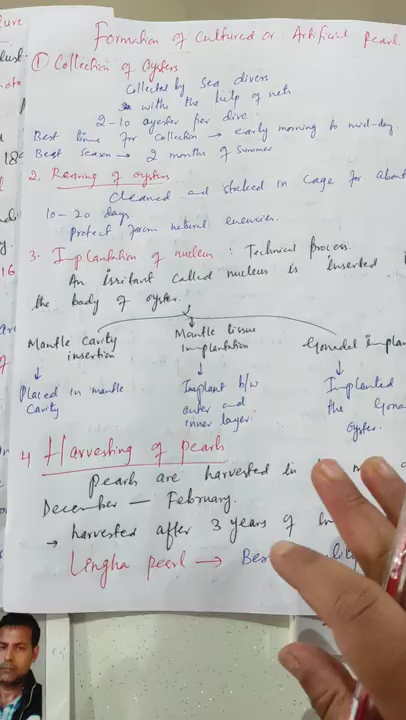 Formation of Cultured or Artificial pearl.
① Collection of Oysters
Collected by sea divers
with the help of nets
2-10 oyester per dive.
Best time for collection → early morning to mid-day.
Best Season → 2 months of Summer
2. Rearing of oysters
Cleaned and stocked in Cage for about
10-20 days.
Protect form natural enemies.
3. Implantation of nucleus : Technical Process.
An irritant called nucleus is inserted
the body of oyster.
Mantle cavity insertion
Mantle tissue implantation
Gonadel
↓ ↓ ↓
Placed in mantle cavity
Implant b/w outer and inner layer.
Implanted the oyster.
4 Harvesting of pearls
Pearls are harvested in
December — February.
→ harvested after 3 years of
Lingha pearl →